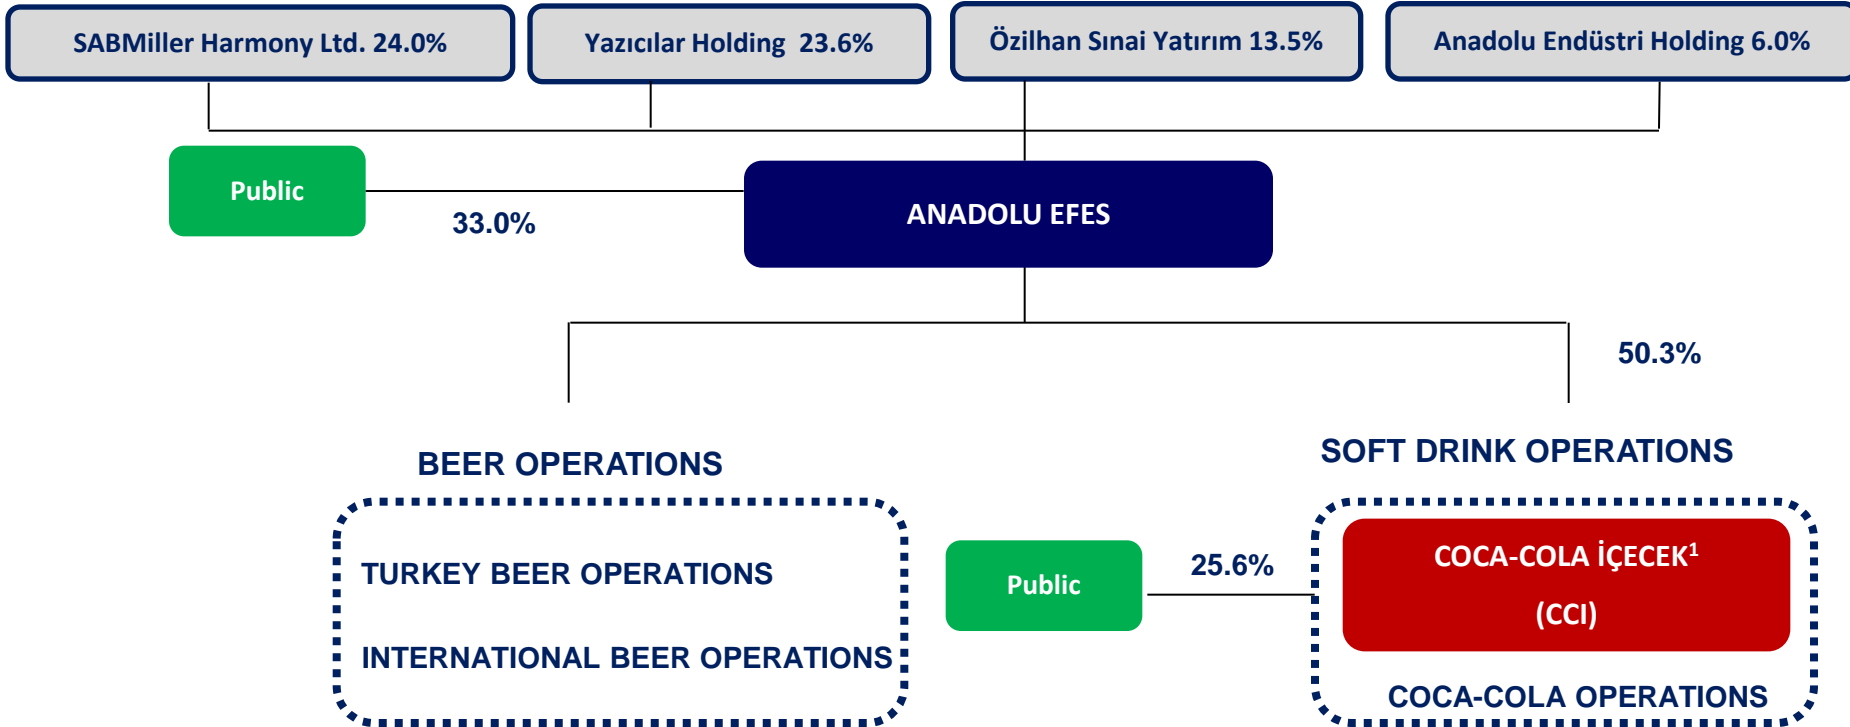 SABMiller Harmony Ltd. 24.0%
Yazıcılar Holding  23.6%
Özilhan Sınai Yatırım 13.5%
Anadolu Endüstri Holding 6.0%
Public
33.0%
ANADOLU EFES
50.3%
BEER OPERATIONS
SOFT DRINK OPERATIONS
TURKEY BEER OPERATIONS
INTERNATIONAL BEER OPERATIONS
Public
25.6%
COCA-COLA İÇECEK¹
(CCI)
COCA-COLA OPERATIONS